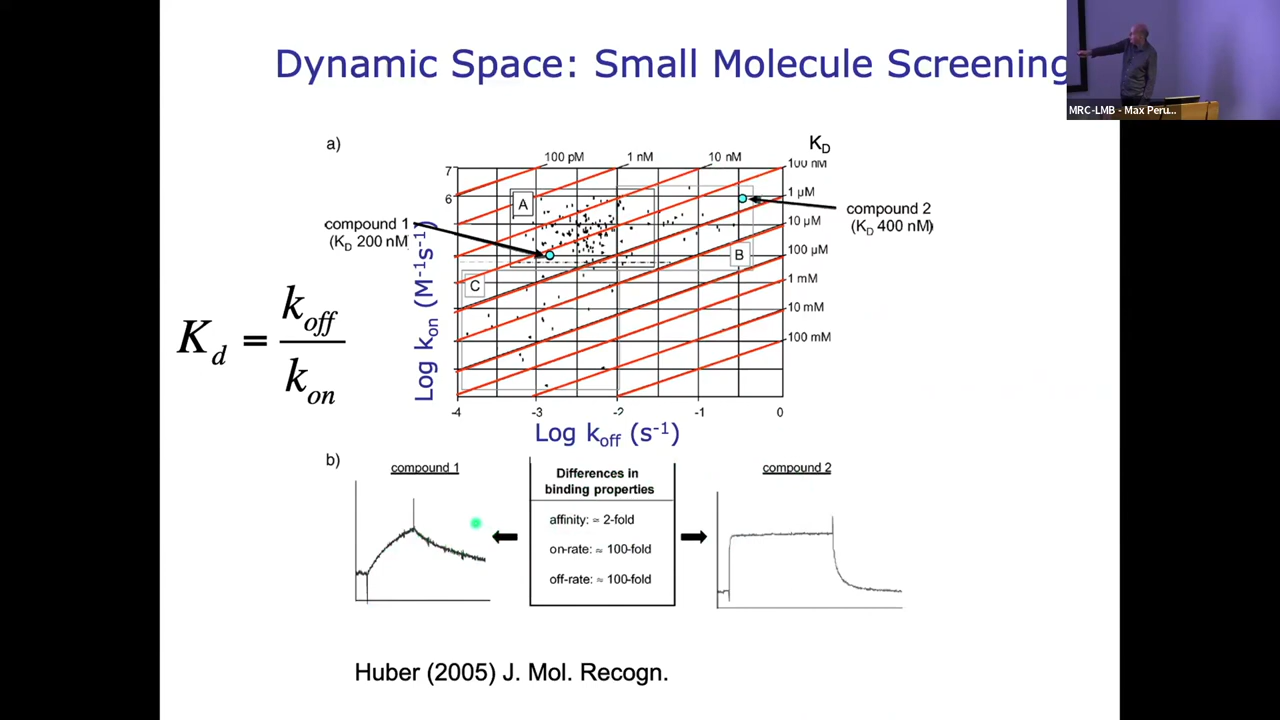 Dynamic Space: Small Molecule Screening
MRC-LMB - Max Peru...
a)
K_D
100 pM
1 nM
10 nM
100 nM
1 µM
10 µM
100 µM
1 mM
10 mM
100 mM
7
6
A
B
C
compound 1
(K_D 200 nM
compound 2
(K_D 400 nM)
K_d = k_off / k_on
Log k_on (M⁻¹s⁻¹)
-4
-3
-2
-1
0
Log k_off (s⁻¹)
b)
compound 1
Differences in
binding properties
affinity: ≈ 2-fold
on-rate: ≈ 100-fold
off-rate: ≈ 100-fold
compound 2
Huber (2005) J. Mol. Recogn.